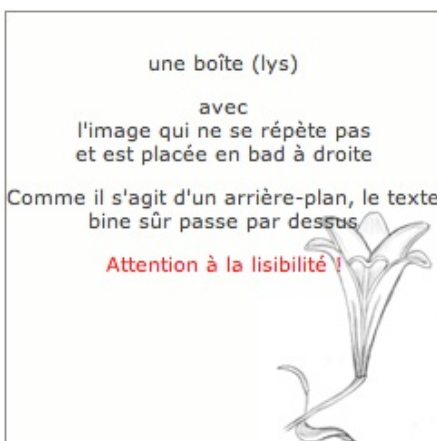 une boîte (lys)
avec
l'image qui ne se répète pas
et est placée en bad à droite
Comme il s'agit d'un arrière-plan, le texte
bine sûr passe par dessus
Attention à la lisibilité !